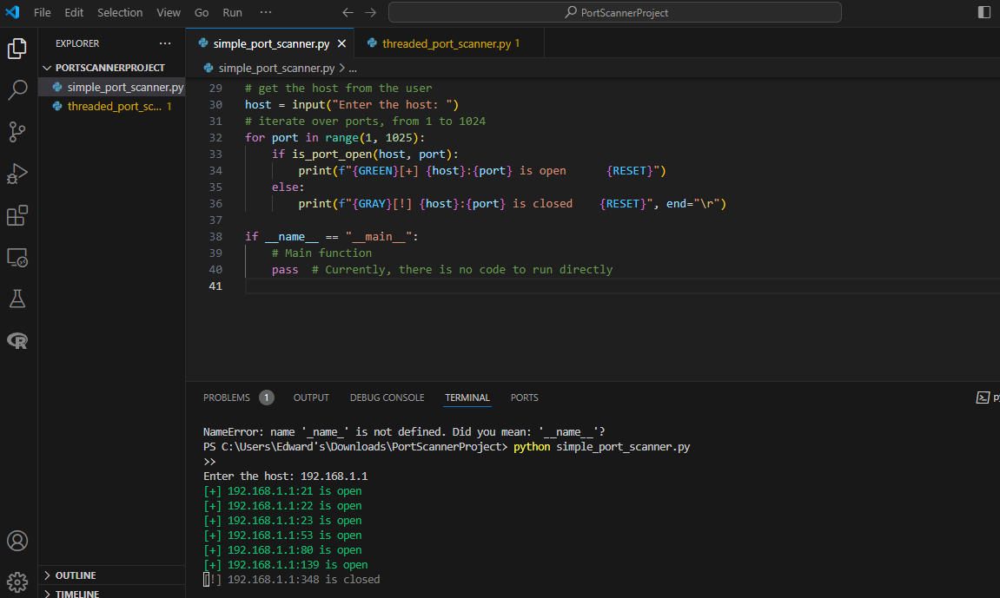 File Edit Selection View Go Run ··· PortScannerProject
EXPLORER ···
PORTSCANNERPROJECT
simple_port_scanner.py
threaded_port_sc... 1
OUTLINE
TIMELINE
simple_port_scanner.py threaded_port_scanner.py 1
simple_port_scanner.py > ...
29 # get the host from the user
30 host = input("Enter the host: ")
31 # iterate over ports, from 1 to 1024
32 for port in range(1, 1025):
33     if is_port_open(host, port):
34         print(f"{GREEN}[+] {host}:{port} is open      {RESET}")
35     else:
36         print(f"{GRAY}[!] {host}:{port} is closed    {RESET}", end="\r")
37
38 if __name__ == "__main__":
39     # Main function
40     pass  # Currently, there is no code to run directly
41
PROBLEMS 1 OUTPUT DEBUG CONSOLE TERMINAL PORTS
NameError: name '_name_' is not defined. Did you mean: '__name__'?
PS C:\Users\Edward's\Downloads\PortScannerProject> python simple_port_scanner.py
>>
Enter the host: 192.168.1.1
[+] 192.168.1.1:21 is open
[+] 192.168.1.1:22 is open
[+] 192.168.1.1:23 is open
[+] 192.168.1.1:53 is open
[+] 192.168.1.1:80 is open
[+] 192.168.1.1:139 is open
[!] 192.168.1.1:348 is closed